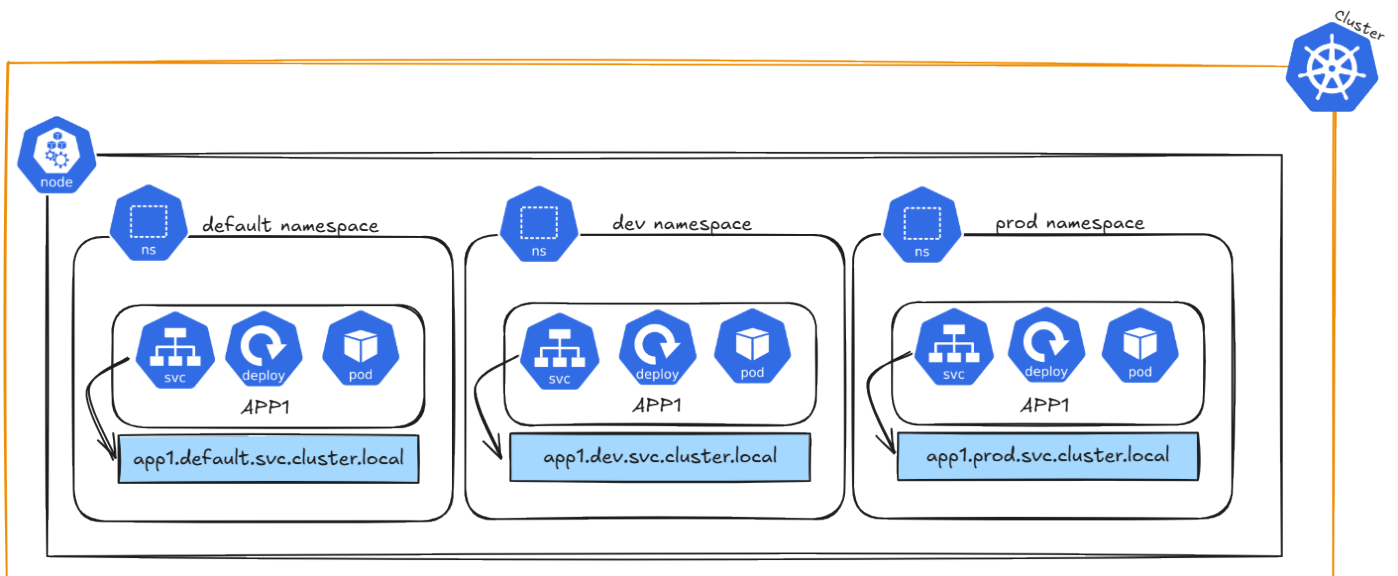 Cluster
node
ns
default namespace
ns
dev namespace
ns
prod namespace
svc
deploy
pod
APP1
app1.default.svc.cluster.local
svc
deploy
pod
APP1
app1.dev.svc.cluster.local
svc
deploy
pod
APP1
app1.prod.svc.cluster.local